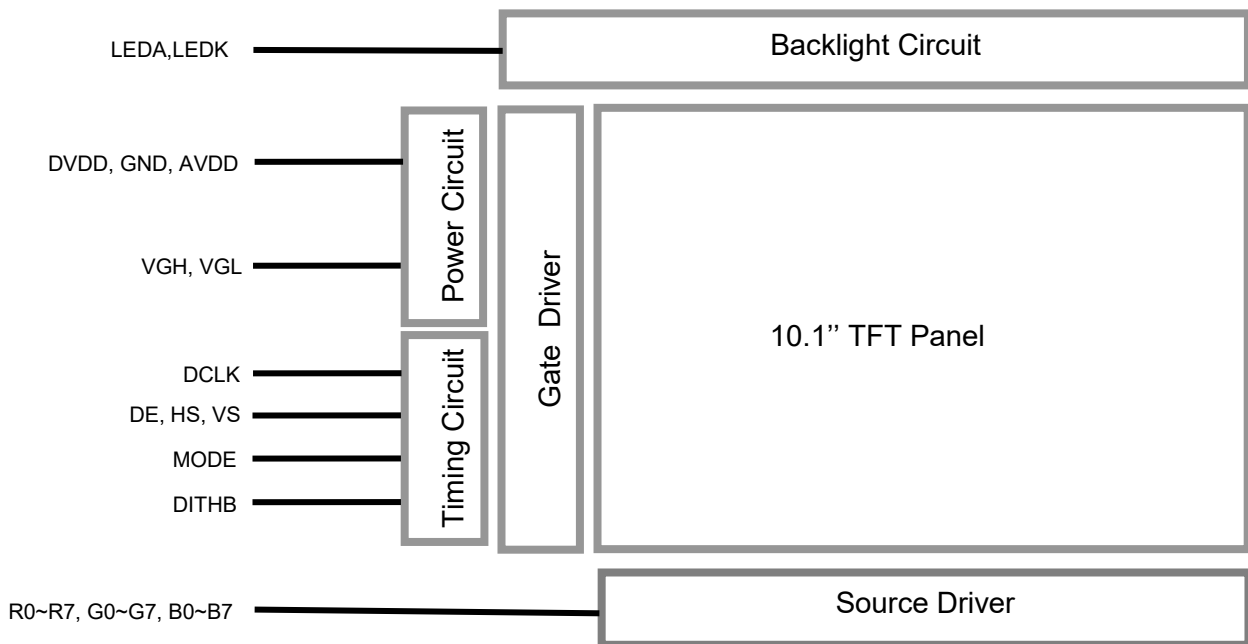 LEDA,LEDK
Backlight Circuit
DVDD, GND, AVDD
VGH, VGL
Power Circuit
DCLK
DE, HS, VS
MODE
DITHB
Timing Circuit
Gate Driver
10.1’’ TFT Panel
R0~R7, G0~G7, B0~B7
Source Driver